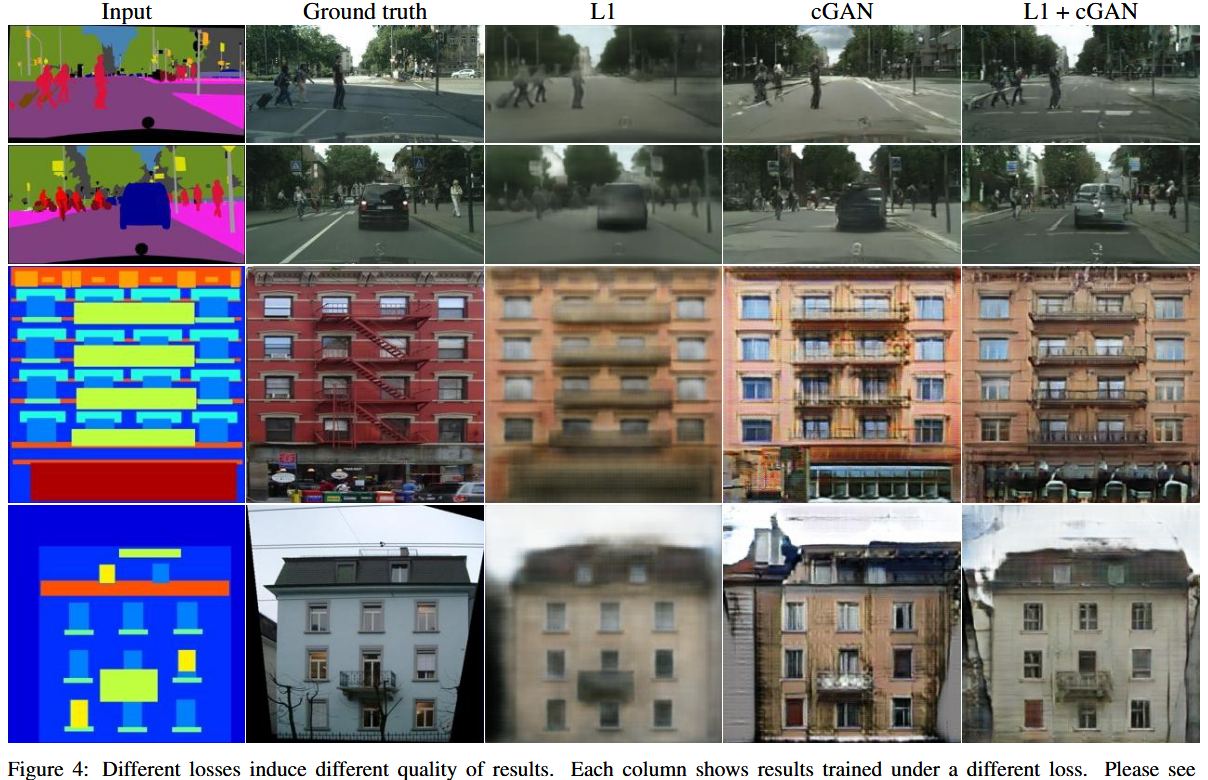 Input Ground truth L1 cGAN L1 + cGAN
Figure 4: Different losses induce different quality of results. Each column shows results trained under a different loss. Please see